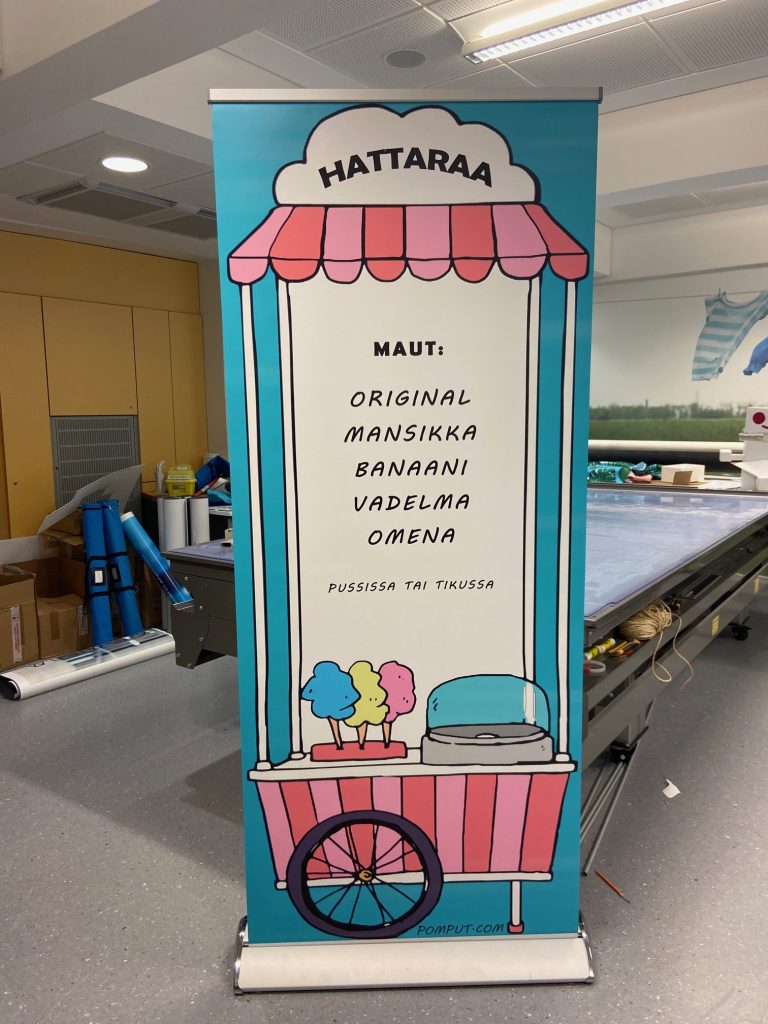 HATTARAA
MAUT:
ORIGINAL
MANSIKKA
BANAANI
VADELMA
OMENA
PUSSISSA TAI TIKUSSA
POMPUT.COM